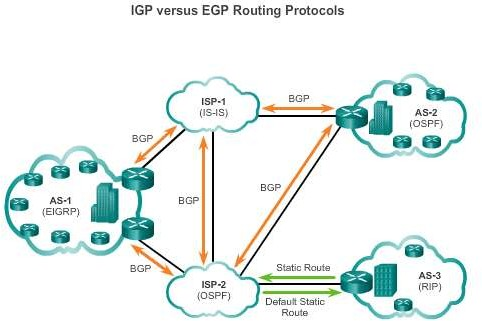 IGP versus EGP Routing Protocols
ISP-1
(IS-IS)
BGP
AS-2
(OSPF)
BGP
AS-1
(EIGRP)
BGP
BGP
BGP
ISP-2
(OSPF)
Static Route
Default Static
Route
AS-3
(RIP)